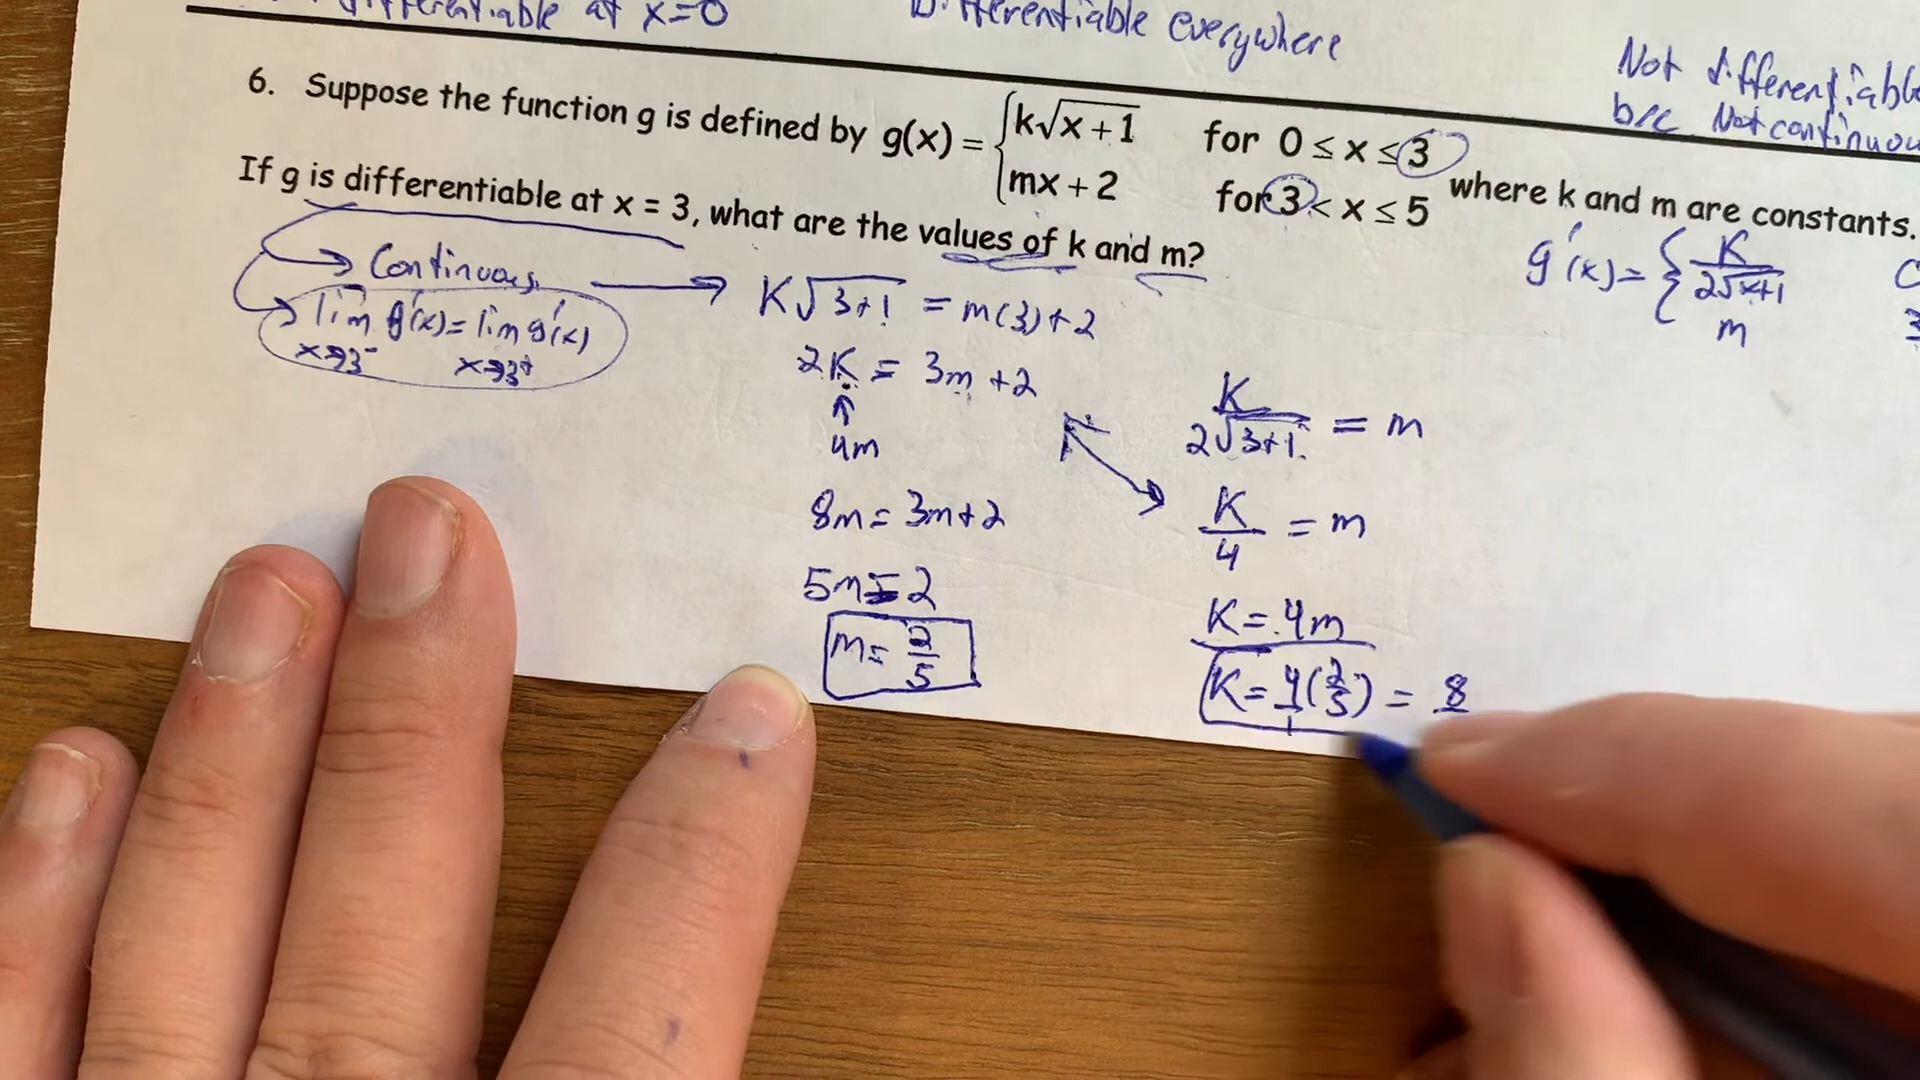 differentiable at x=0
Differentiable everywhere
Not differentiable
b/c Not continuous
6. Suppose the function g is defined by g(x) = { k√x+1 for 0 ≤ x ≤ 3
mx + 2 for 3 < x ≤ 5 where k and m are constants.
If g is differentiable at x = 3, what are the values of k and m?
Continuous
lim g'(x) = lim g'(x)
x→3⁻ x→3⁺
K√3+1 = m(3)+2
2K = 3m +2
↑
4m
8m = 3m+2
5m = 2
m = 2/5
g'(x) = { K/2√x+1
m
K/2√3+1 = m
K/4 = m
K = 4m
K = 4/1(2/5) = 8